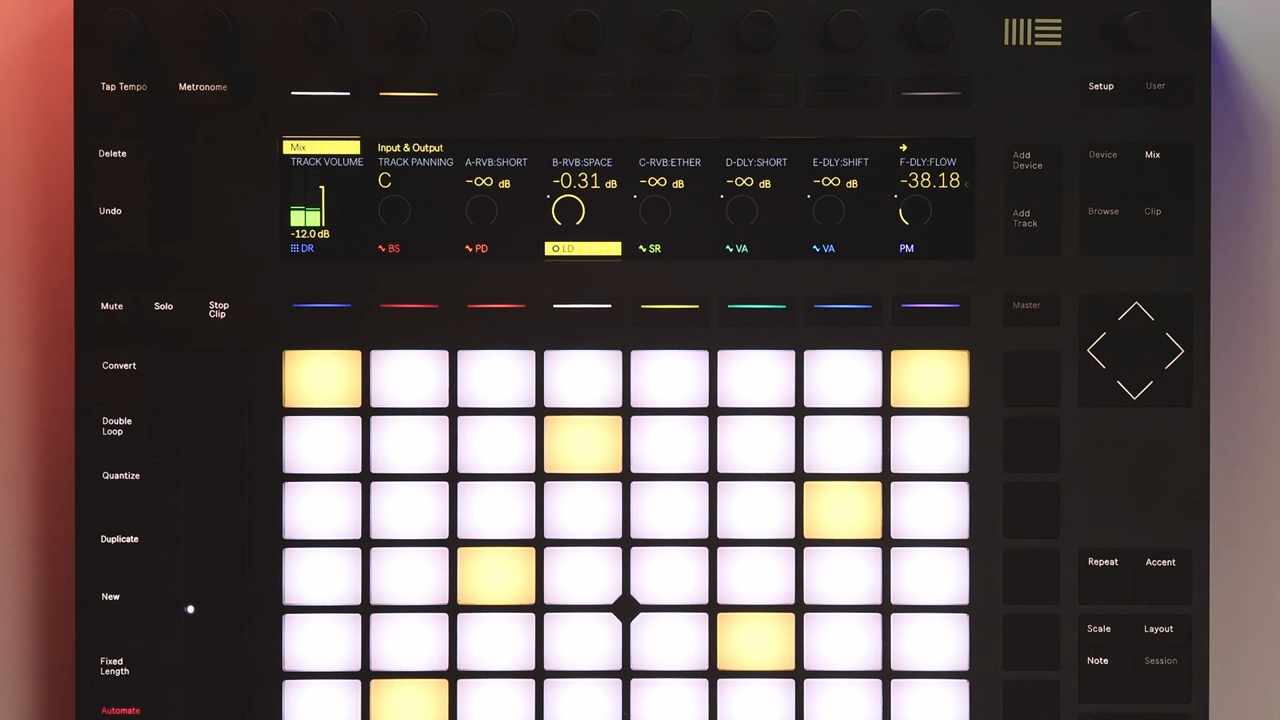 Tap Tempo
Metronome
Setup
User
Delete
Undo
Mix
Input & Output
TRACK VOLUME
TRACK PANNING
A-RVB:SHORT
B-RVB:SPACE
C-RVB:ETHER
D-DLY:SHORT
E-DLY:SHIFT
F-DLY:FLOW
C
-∞ dB
-0.31 dB
-∞ dB
-∞ dB
-∞ dB
-38.18
-12.0 dB
DR
BS
PD
LD
SR
VA
VA
PM
Add
Device
Add
Track
Device
Mix
Browse
Clip
Mute
Solo
Stop
Clip
Master
Convert
Double
Loop
Quantize
Duplicate
New
Fixed
Length
Automate
Repeat
Accent
Scale
Layout
Note
Session